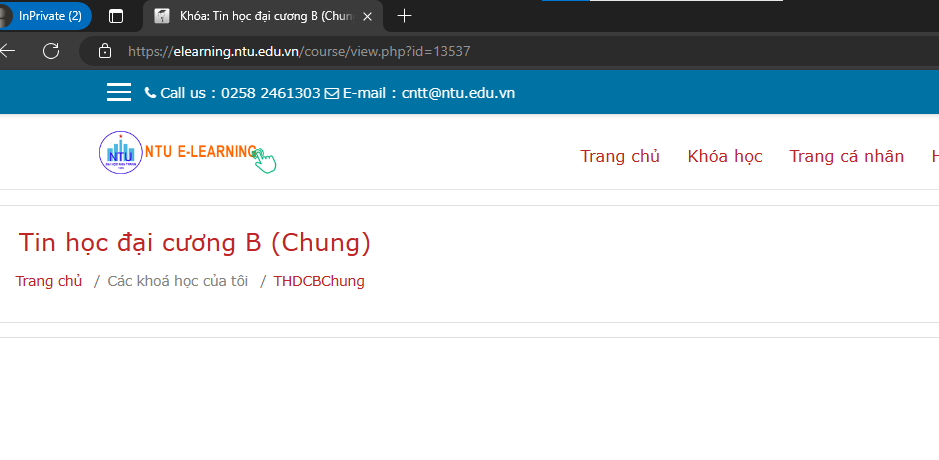 InPrivate (2)
Khóa: Tin học đại cương B (Chun
https://elearning.ntu.edu.vn/course/view.php?id=13537
Call us : 0258 2461303 E-mail : cntt@ntu.edu.vn
NTU
NTU E-LEARNING
Trang chủ Khóa học Trang cá nhân H
Tin học đại cương B (Chung)
Trang chủ / Các khoá học của tôi / THDCBChung